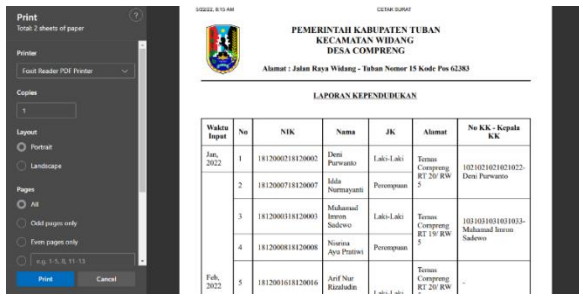 Print
Total: 2 sheets of paper
?
Printer
Foxit Reader PDF Printer
Copies
1
Layout
Portrait
Landscape
Pages
All
Odd pages only
Even pages only
e.g. 1-5, 8, 11-13
Print Cancel
CETAK SURAT
PEMERINTAH KABUPATEN TUBAN
KECAMATAN WIDANG
DESA COMPRENG
Alamat : Jalan Raya Widang - Tuban Nomor 15 Kode Pos 62383
LAPORAN KEPENDUDUKAN
Waktu Input No NIK Nama JK Alamat No KK - Kepala KK
Jan, 2022 1 1812000218120002 Deni Purwanto Laki-Laki Temas Compreng RT 20/ RW 5 1021021021021022- Deni Purwanto
2 1812000718120007 Idda Nurmayanti Perempuan
3 1812000318120003 Muhamad Imron Sadewo Laki-Laki Temas Compreng RT 19/ RW 5 1031031031031033- Muhamad Imron Sadewo
4 1812000818120008 Nisrina Ayu Pratiwi Perempuan
Feb, 2022 5 1812001618120016 Arif Nur Rizaludin Laki-Laki Temas Compreng RT 20/ RW -